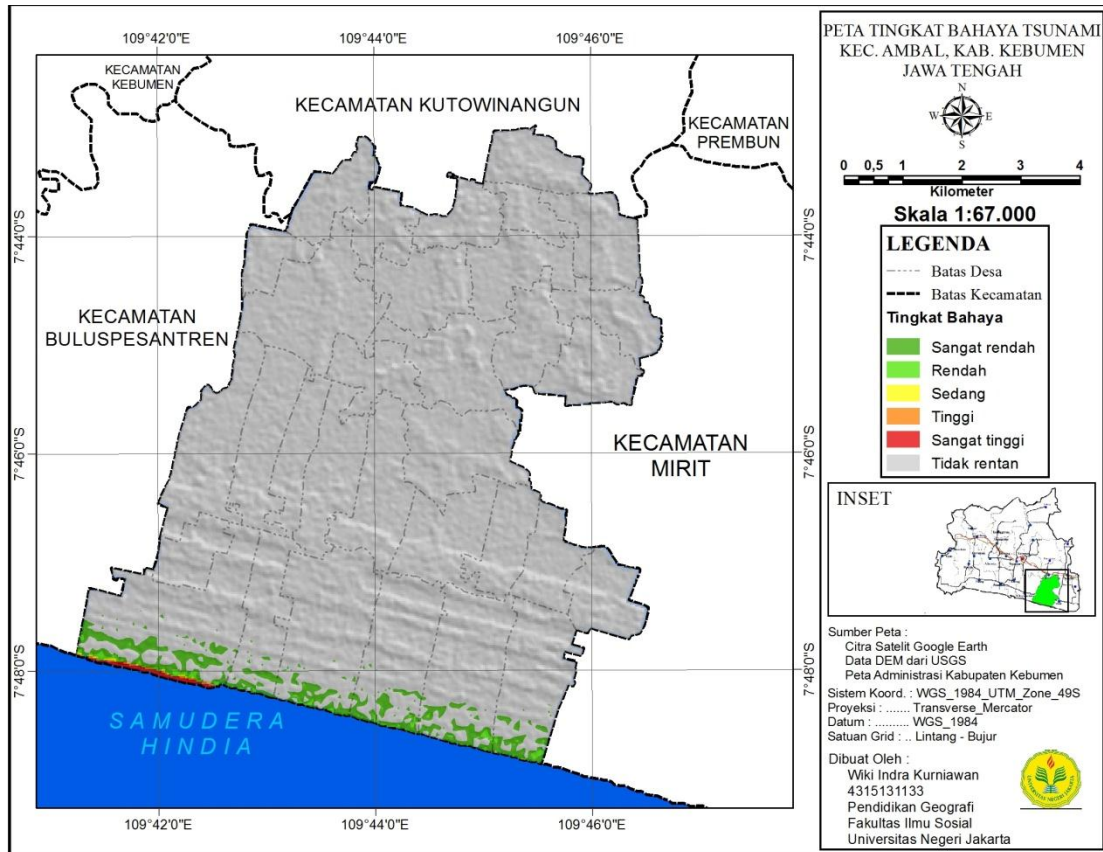 109°42'0"E
109°44'0"E
109°46'0"E
KECAMATAN
KEBUMEN
KECAMATAN KUTOWINANGUN
KECAMATAN
PREMBUN
7°44'0"S
7°44'0"S
KECAMATAN
BULUSPESANTREN
KECAMATAN
MIRIT
7°46'0"S
7°46'0"S
7°48'0"S
7°48'0"S
SAMUDERA
HINDIA
109°42'0"E
109°44'0"E
109°46'0"E
PETA TINGKAT BAHAYA TSUNAMI
KEC. AMBAL, KAB. KEBUMEN
JAWA TENGAH
N
W E
S
0 0,5 1 2 3 4
Kilometer
Skala 1:67.000
LEGENDA
Batas Desa
Batas Kecamatan
Tingkat Bahaya
Sangat rendah
Rendah
Sedang
Tinggi
Sangat tinggi
Tidak rentan
INSET
Sumber Peta :
Citra Satelit Google Earth
Data DEM dari USGS
Peta Administrasi Kabupaten Kebumen
Sistem Koord. : WGS_1984_UTM_Zone_49S
Proyeksi : ....... Transverse_Mercator
Datum : .......... WGS_1984
Satuan Grid : .. Lintang - Bujur
Dibuat Oleh :
Wiki Indra Kurniawan
4315131133
Pendidikan Geografi
Fakultas Ilmu Sosial
Universitas Negeri Jakarta
UNIVERSITAS NEGERI JAKARTA